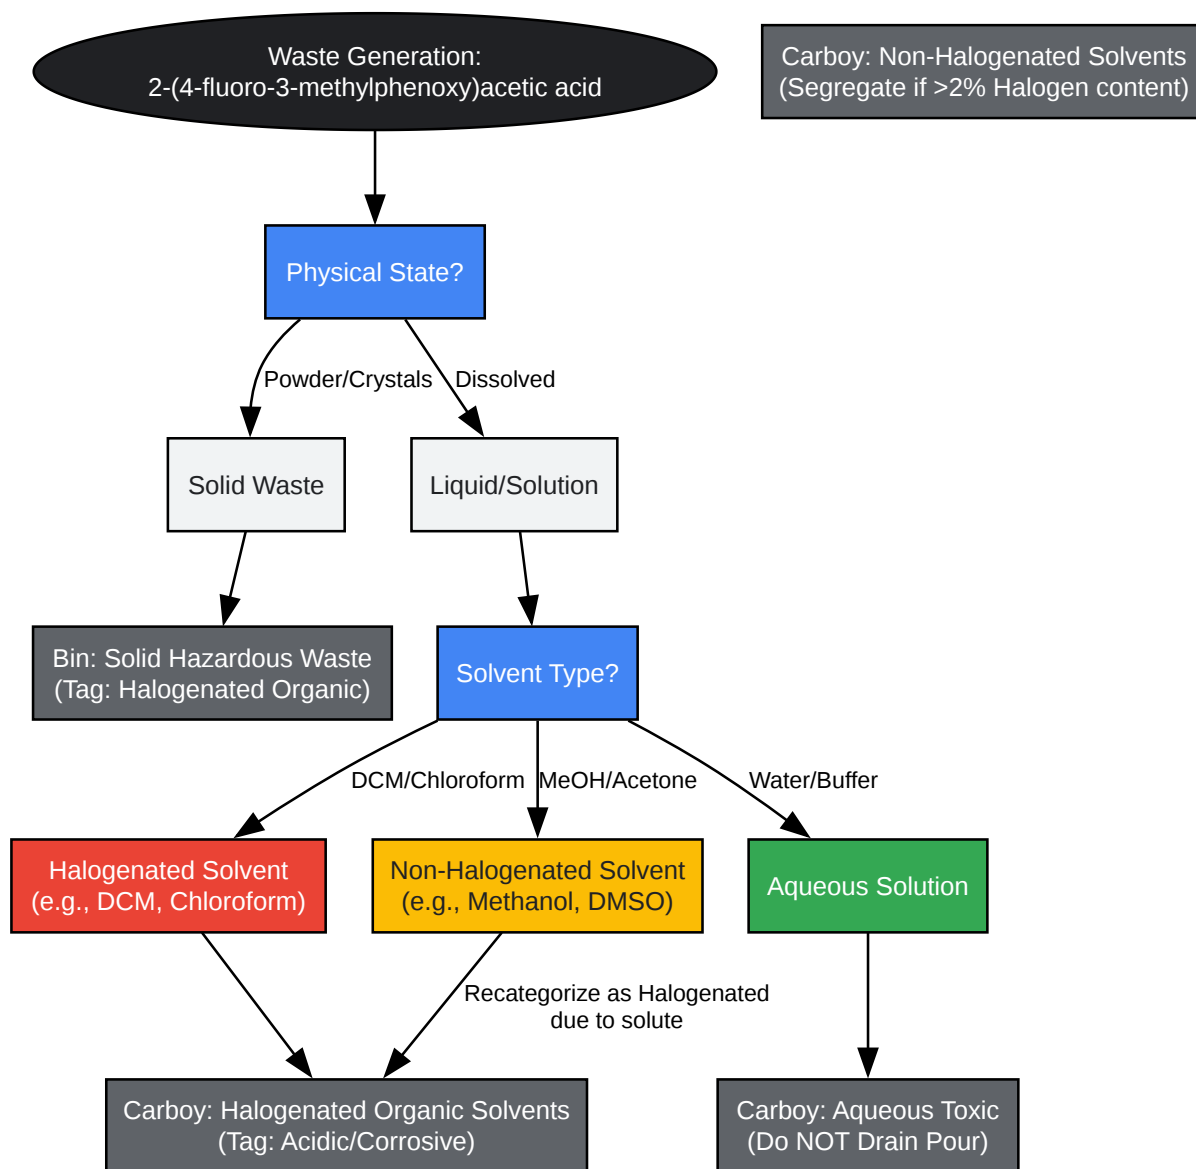 Waste Generation:
2-(4-fluoro-3-methylphenoxy)acetic acid
Carboy: Non-Halogenated Solvents
(Segregate if >2% Halogen content)
Physical State?
Powder/Crystals
Dissolved
Solid Waste
Liquid/Solution
Bin: Solid Hazardous Waste
(Tag: Halogenated Organic)
Solvent Type?
DCM/Chloroform
MeOH/Acetone
Water/Buffer
Halogenated Solvent
(e.g., DCM, Chloroform)
Non-Halogenated Solvent
(e.g., Methanol, DMSO)
Aqueous Solution
Recategorize as Halogenated
due to solute
Carboy: Halogenated Organic Solvents
(Tag: Acidic/Corrosive)
Carboy: Aqueous Toxic
(Do NOT Drain Pour)